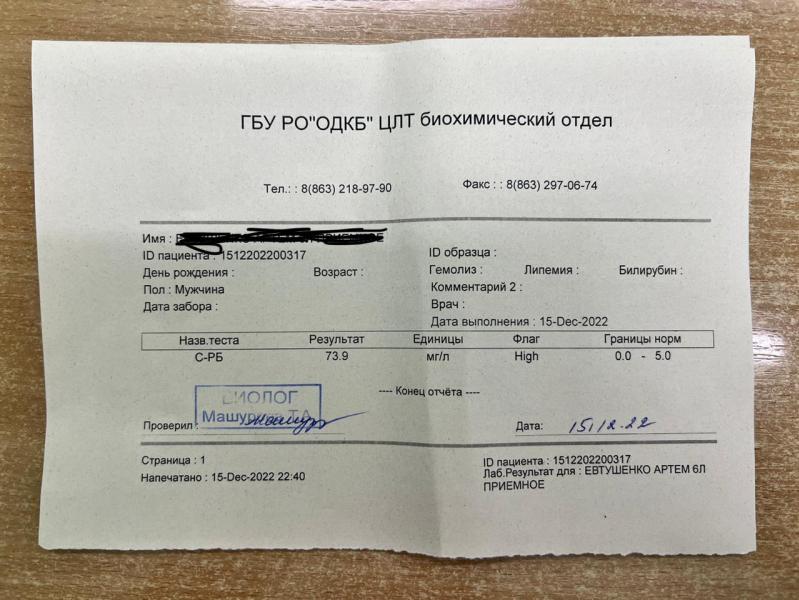 ГБУ РО"ОДКБ" ЦЛТ биохимический отдел
Тел.: : 8(863) 218-97-90 Факс : : 8(863) 297-06-74
Имя :
ID пациента : 1512202200317 ID образца :
День рождения : Возраст : Гемолиз : Липемия : Билирубин :
Пол : Мужчина Комментарий 2 :
Дата забора : Врач :
Дата выполнения : 15-Dec-2022
Назв.теста Результат Единицы Флаг Границы норм
С-РБ 73.9 мг/л High 0.0 - 5.0
---- Конец отчёта ----
БИОЛОГ
Т.А.
Проверил : Дата: 15/12.22
Страница : 1 ID пациента : 1512202200317
Напечатано : 15-Dec-2022 22:40 Лаб.Результат для : ЕВТУШЕНКО АРТЕМ 6Л
ПРИЕМНОЕ